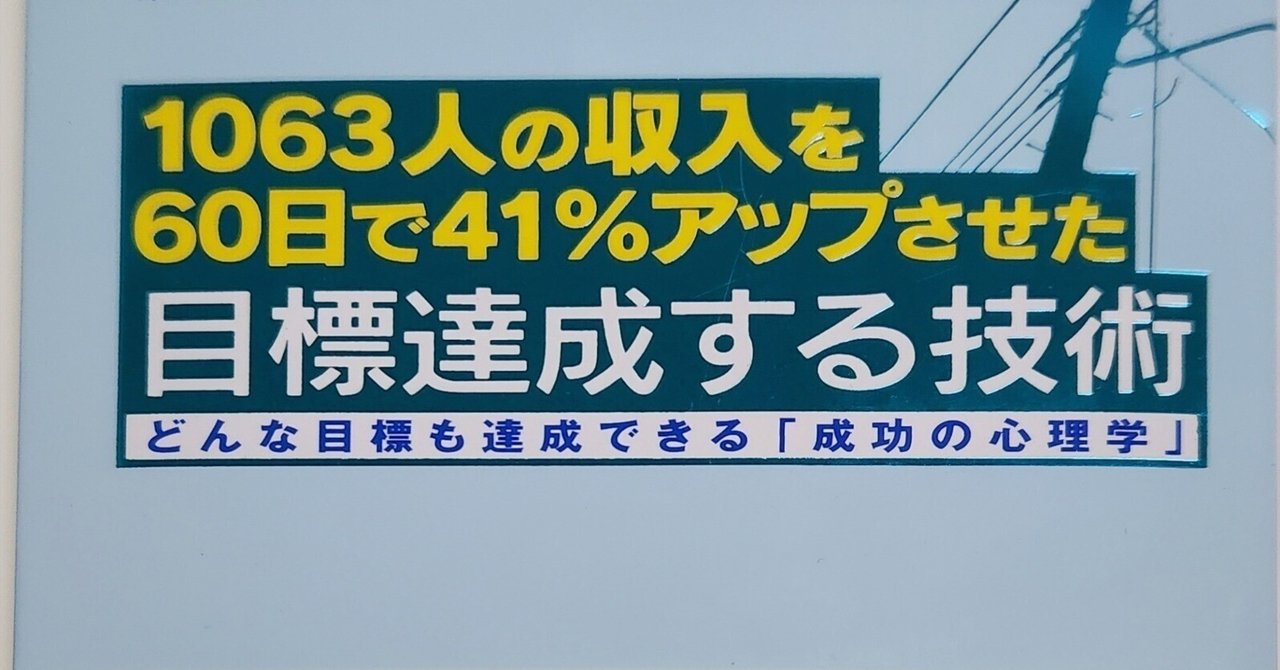 1063人の収入を
60日で41%アップさせた
目標達成する技術
どんな目標も達成できる「成功の心理学」